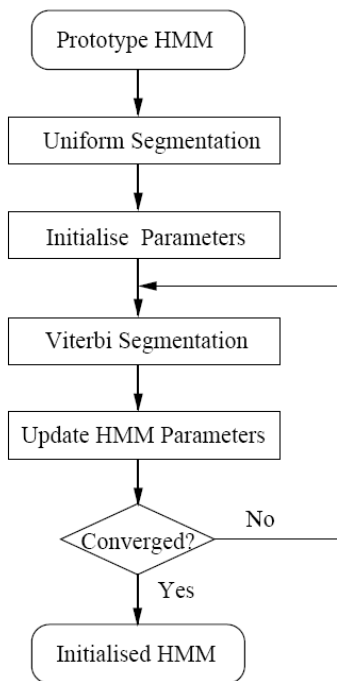 Prototype HMM
Uniform Segmentation
Initialise Parameters
Viterbi Segmentation
Update HMM Parameters
Converged?
No
Yes
Initialised HMM